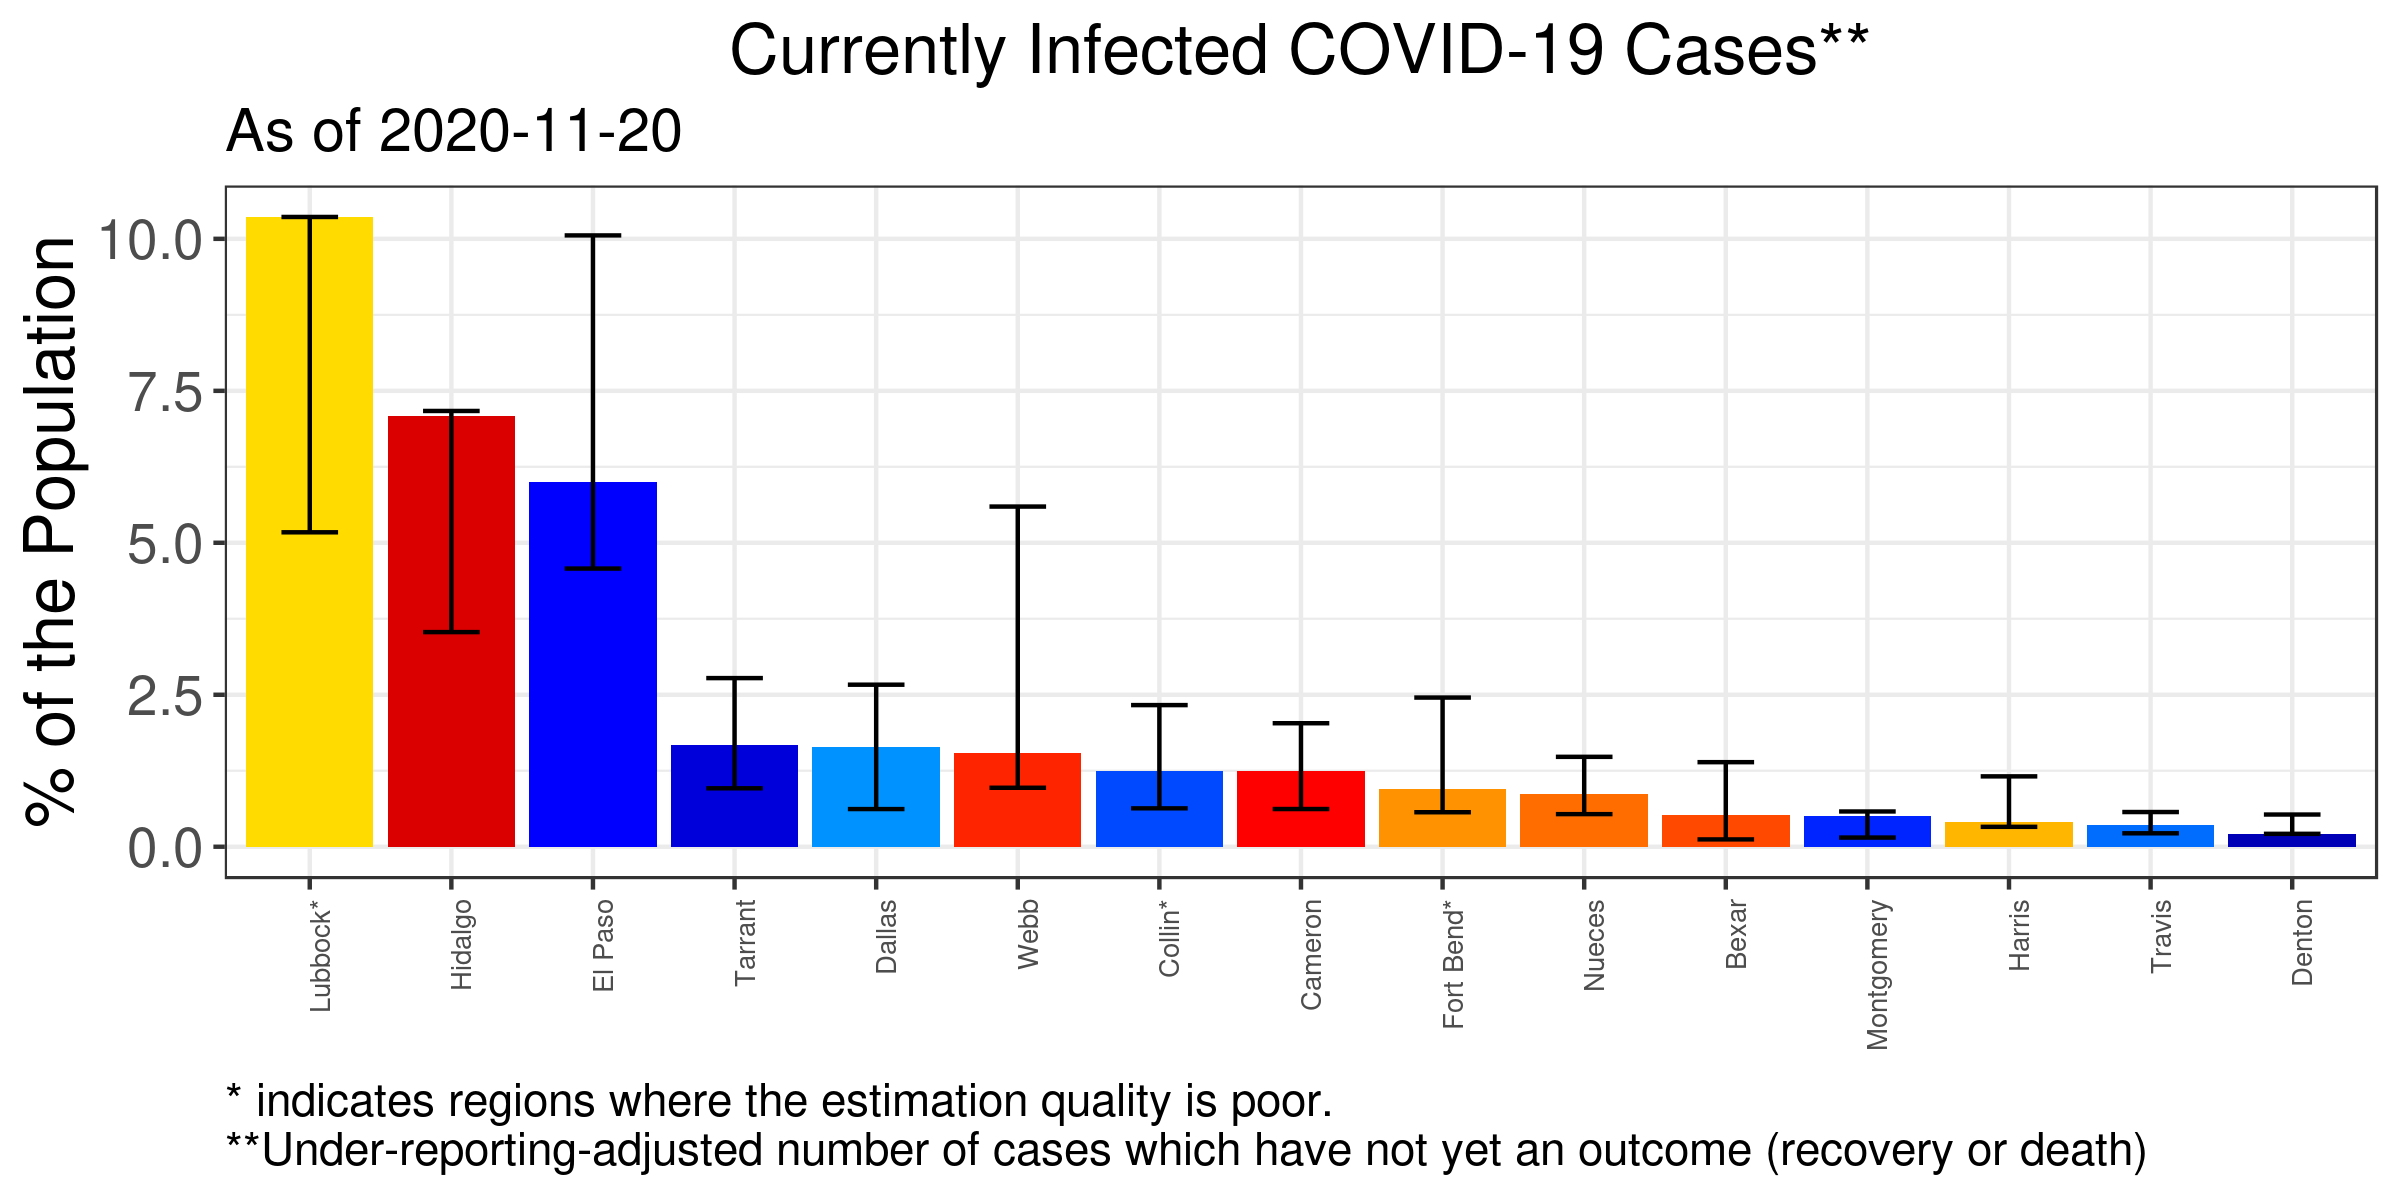 Currently Infected COVID-19 Cases**
As of 2020-11-20
% of the Population
10.0
7.5
5.0
2.5
0.0
Lubbock*
Hidalgo
El Paso
Tarrant
Dallas
Webb
Collin*
Cameron
Fort Bend*
Nueces
Bexar
Montgomery
Harris
Travis
Denton
* indicates regions where the estimation quality is poor.
**Under-reporting-adjusted number of cases which have not yet an outcome (recovery or death)